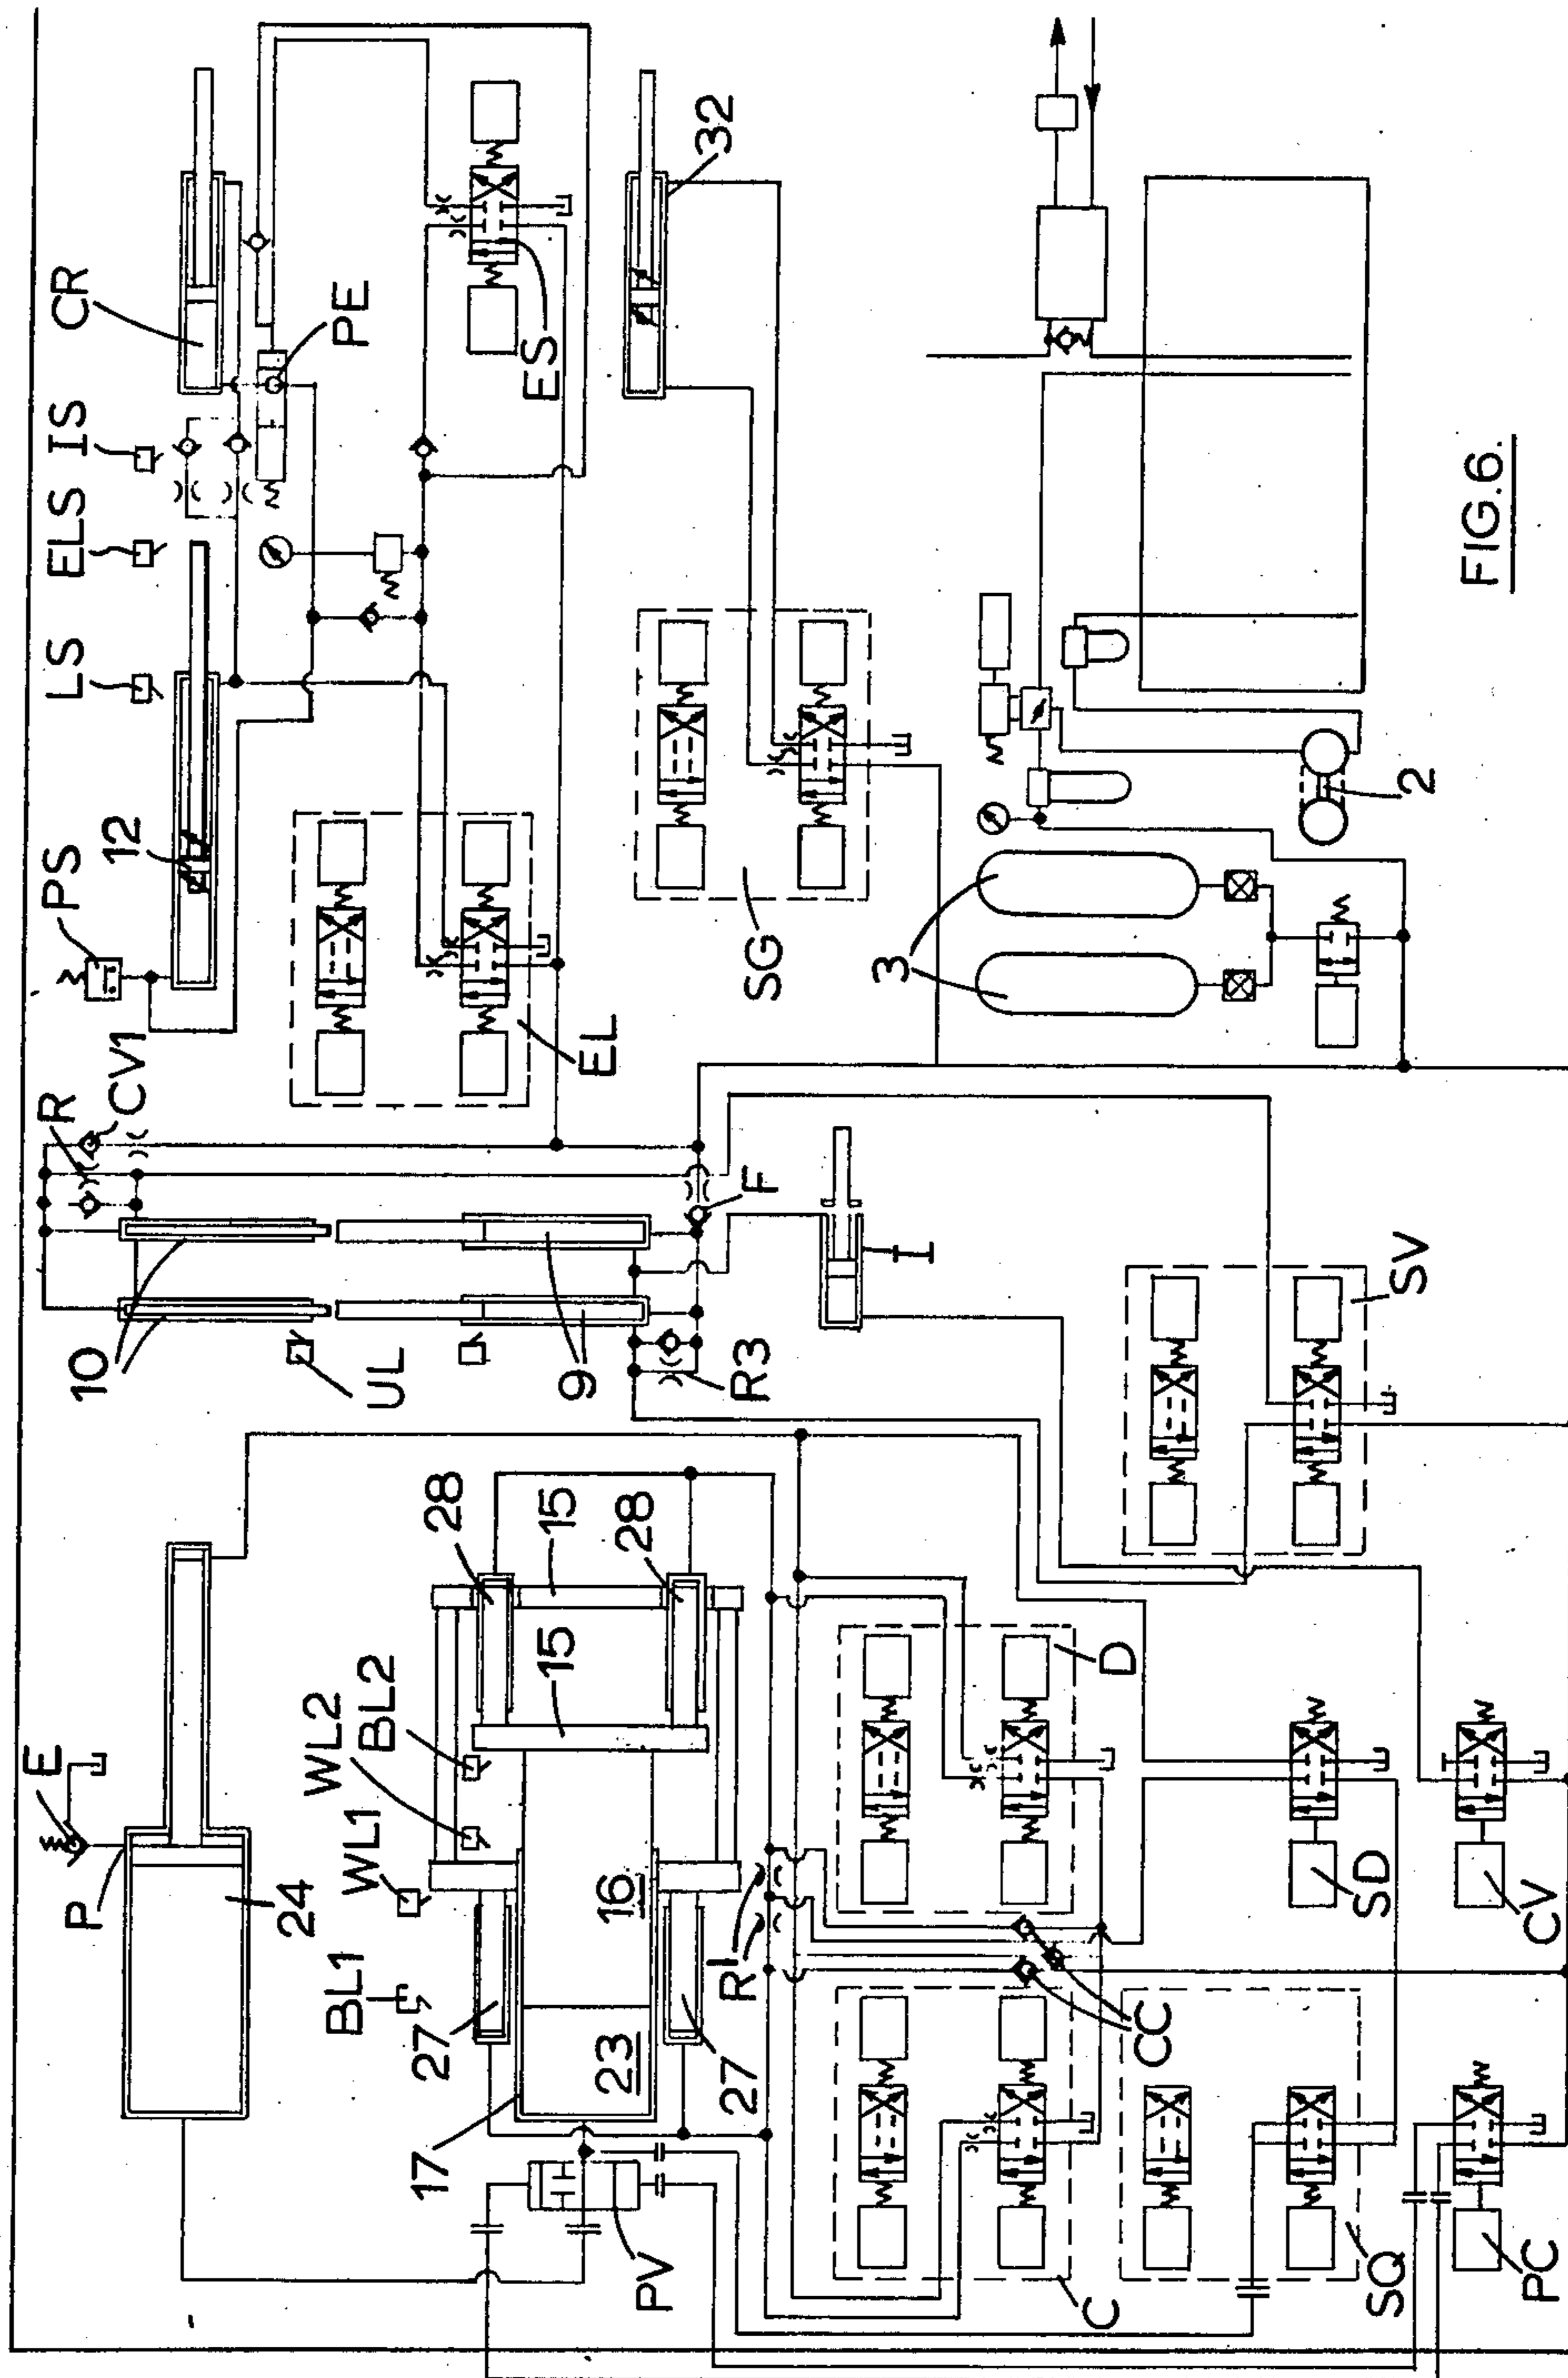 CR
IS
ELS
LS
PS
12
PE
ES
32
EL
CV1
R
10
UL
9
R3
F
I
SG
3
2
FIG.6.
SV
E
P
24
WL1
WL2
BL2
BL1
28
15
15
28
27
17
23
16
27
R1
PV
D
C
CC
SD
CV
SQ
PC